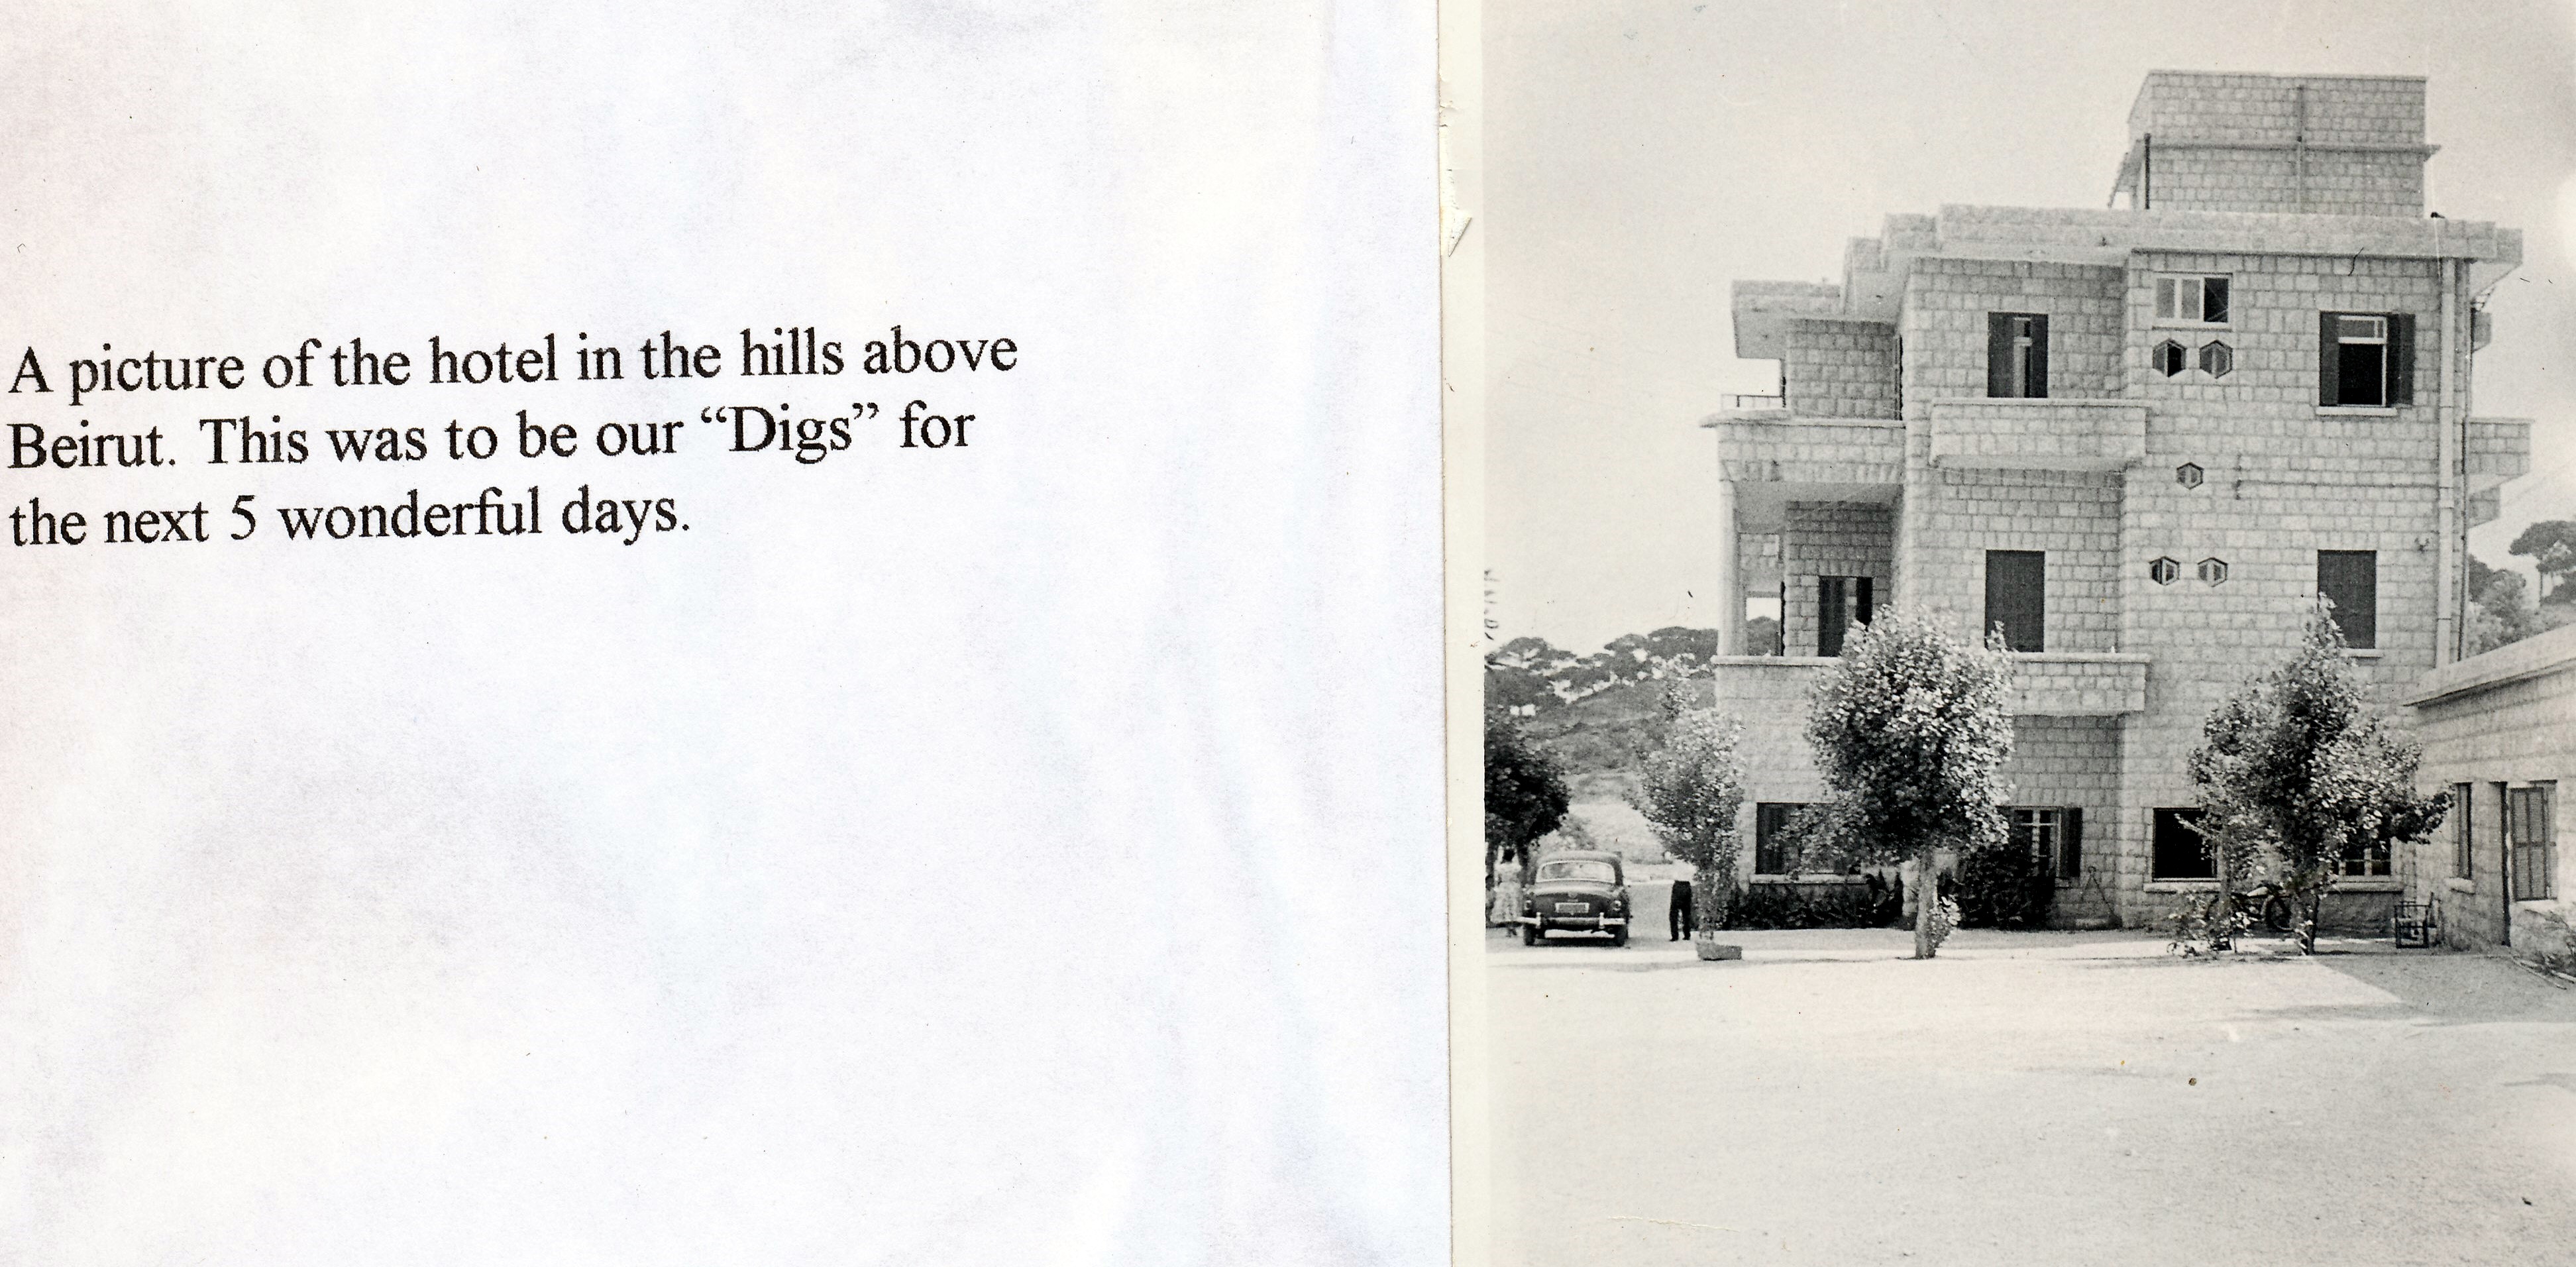 A picture of the hotel in the hills above
Beirut. This was to be our “Digs” for
the next 5 wonderful days.